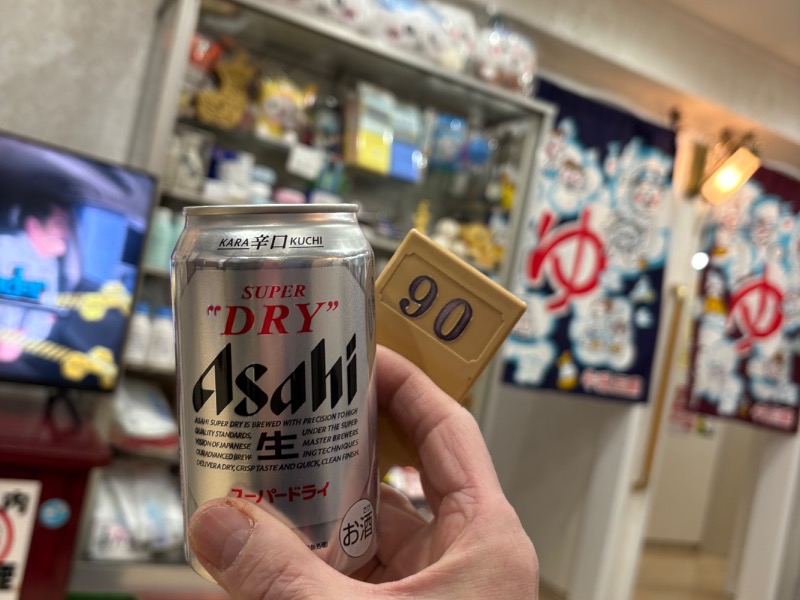 KARA 辛口 KUCHI
SUPER
"DRY"
Asahi
ASAHI SUPER DRY IS BREWED WITH PRECISION TO HIGH
QUALITY STANDARDS, UNDER THE SUPER-
VISION OF JAPANESE MASTER BREWERS.
OUR ADVANCED BREW- ING TECHNIQUES
DELIVER A DRY, CRISP TASTE AND QUICK, CLEAN FINISH.
生
スーパードライ
お酒
90
ゆ
ゆ
内